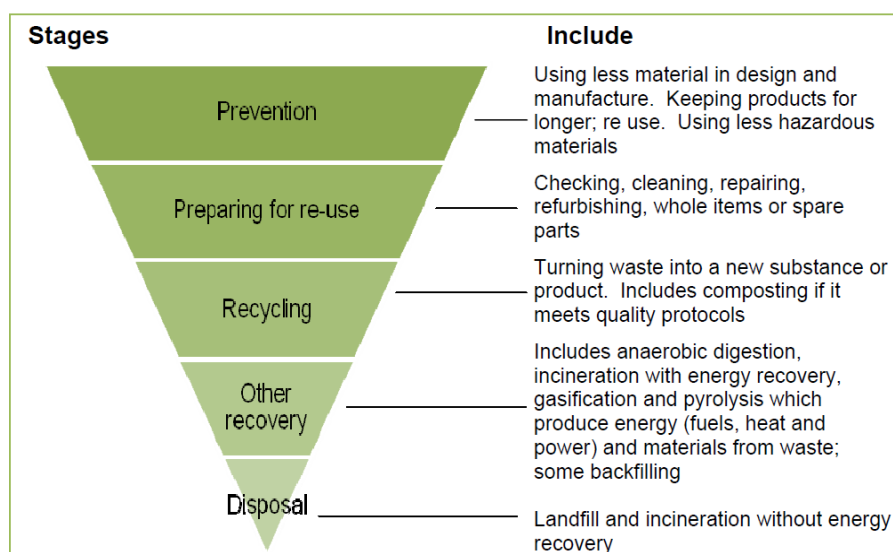 Stages
Include
Prevention
Using less material in design and
manufacture.  Keeping products for
longer; re use.  Using less hazardous
materials
Preparing for re-use
Checking, cleaning, repairing,
refurbishing, whole items or spare
parts
Recycling
Turning waste into a new substance or
product.  Includes composting if it
meets quality protocols
Other
recovery
Includes anaerobic digestion,
incineration with energy recovery,
gasification and pyrolysis which
produce energy (fuels, heat and
power) and materials from waste;
some backfilling
Disposal
Landfill and incineration without energy
recovery